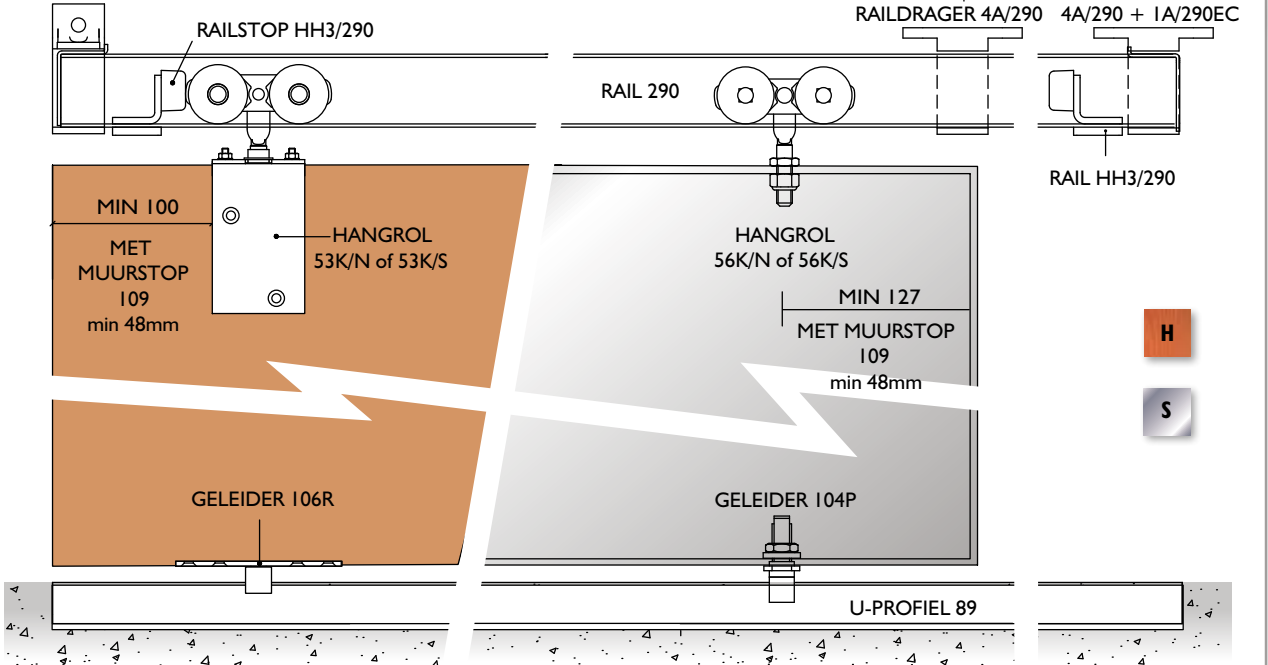 RAILSTOP HH3/290
RAILDRAGER 4A/290
4A/290 + 1A/290EC
RAIL 290
RAIL HH3/290
MIN 100
MET
MUURSTOP
109
min 48mm
HANGROL
53K/N of 53K/S
HANGROL
56K/N of 56K/S
MIN 127
MET MUURSTOP
109
min 48mm
H
S
GELEIDER 106R
GELEIDER 104P
U-PROFIEL 89